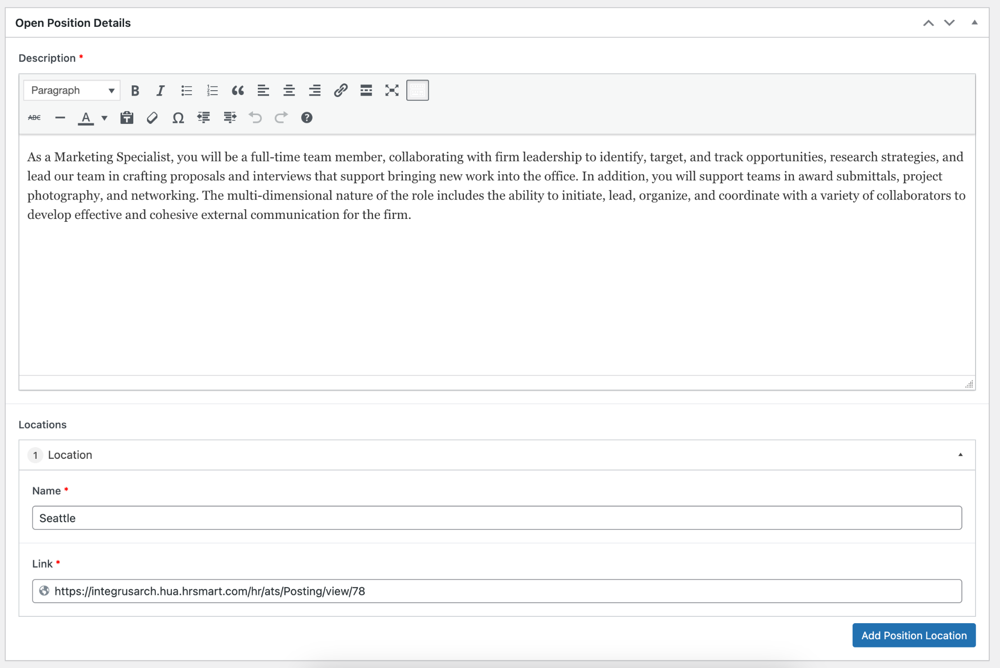 Open Position Details
Description *
Paragraph
B I
ABC A Ω ?
As a Marketing Specialist, you will be a full-time team member, collaborating with firm leadership to identify, target, and track opportunities, research strategies, and
lead our team in crafting proposals and interviews that support bringing new work into the office. In addition, you will support teams in award submittals, project
photography, and networking. The multi-dimensional nature of the role includes the ability to initiate, lead, organize, and coordinate with a variety of collaborators to
develop effective and cohesive external communication for the firm.
Locations
1 Location
Name *
Seattle
Link *
https://integrusarch.hua.hrsmart.com/hr/ats/Posting/view/78
Add Position Location